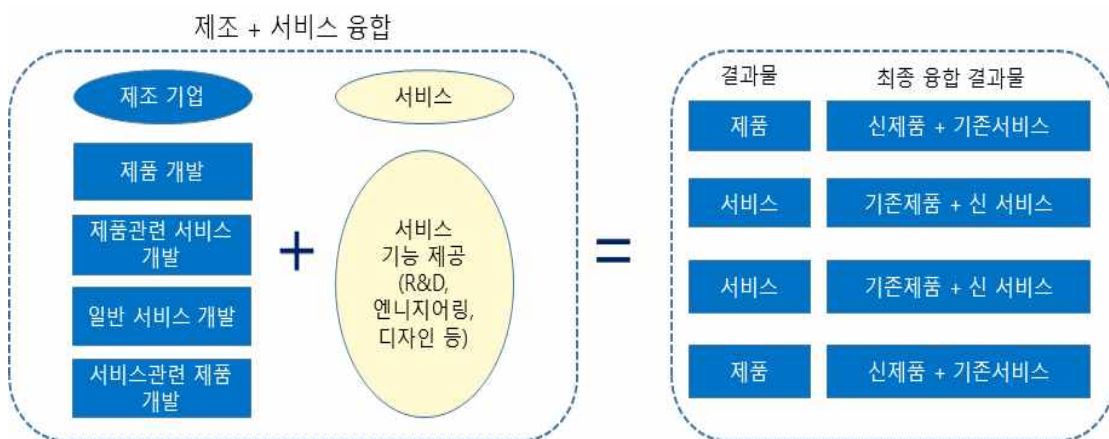 제조 + 서비스 융합
제조 기업
서비스
제품 개발
제품관련 서비스
개발
일반 서비스 개발
서비스관련 제품
개발
+
서비스
기능 제공
(R&D,
엔니지어링,
디자인 등)
=
결과물
최종 융합 결과물
제품
신제품 + 기존서비스
서비스
기존제품 + 신 서비스
서비스
기존제품 + 신 서비스
제품
신제품 + 기존서비스